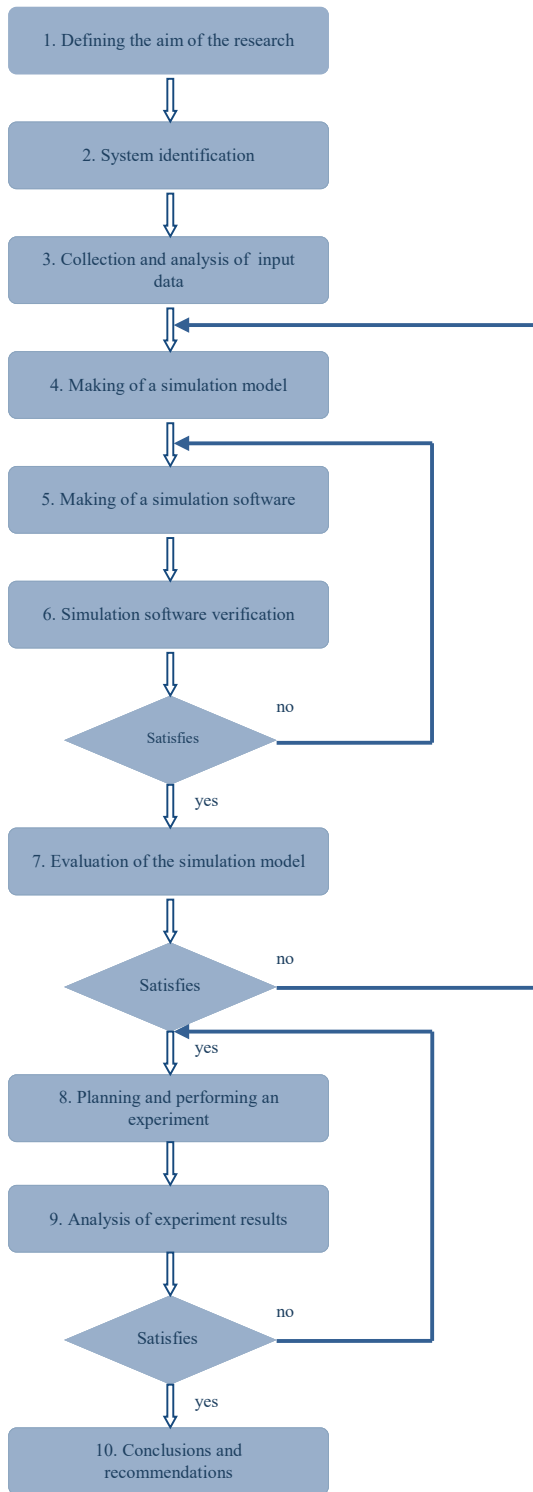 1. Defining the aim of the research
2. System identification
3. Collection and analysis of input
data
4. Making of a simulation model
5. Making of a simulation software
6. Simulation software verification
no
Satisfies
yes
7. Evaluation of the simulation model
no
Satisfies
yes
8. Planning and performing an
experiment
9. Analysis of experiment results
no
Satisfies
yes
10. Conclusions and
recommendations